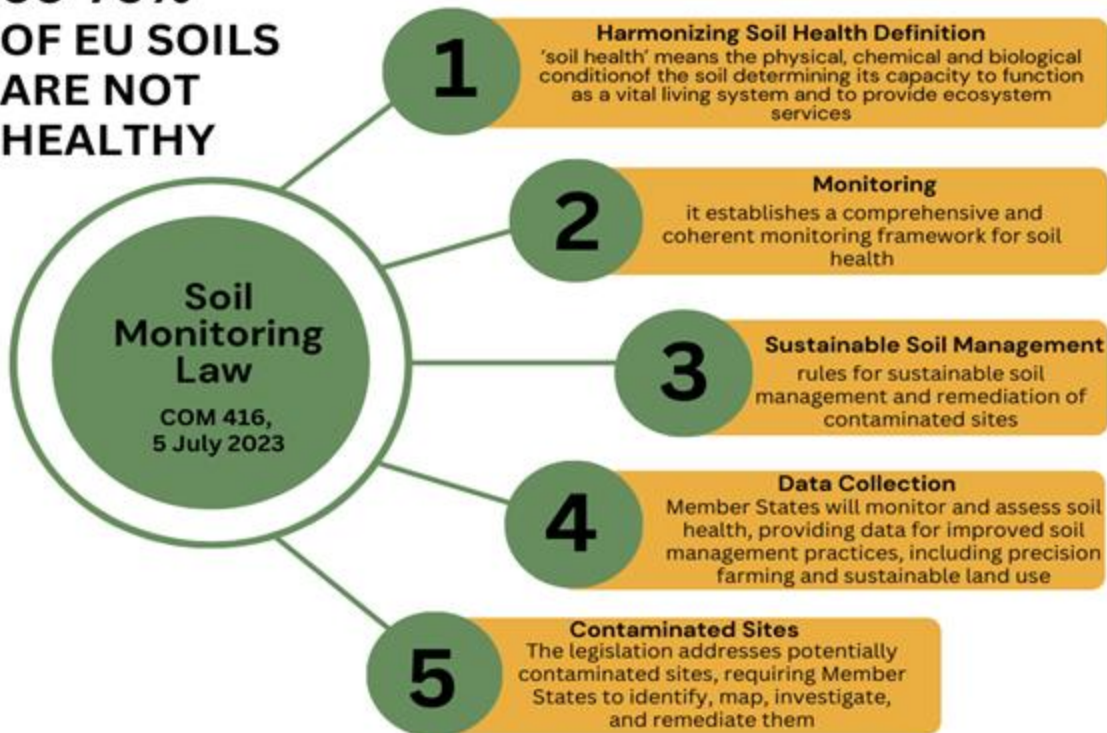 OF EU SOILS
ARE NOT
HEALTHY
Soil
Monitoring
Law
COM 416,
5 July 2023
1
Harmonizing Soil Health Definition
'soil health' means the physical, chemical and biological
conditionof the soil determining its capacity to function
as a vital living system and to provide ecosystem
services
2
Monitoring
it establishes a comprehensive and
coherent monitoring framework for soil
health
3
Sustainable Soil Management
rules for sustainable soil
management and remediation of
contaminated sites
4
Data Collection
Member States will monitor and assess soil
health, providing data for improved soil
management practices, including precision
farming and sustainable land use
5
Contaminated Sites
The legislation addresses potentially
contaminated sites, requiring Member
States to identify, map, investigate,
and remediate them